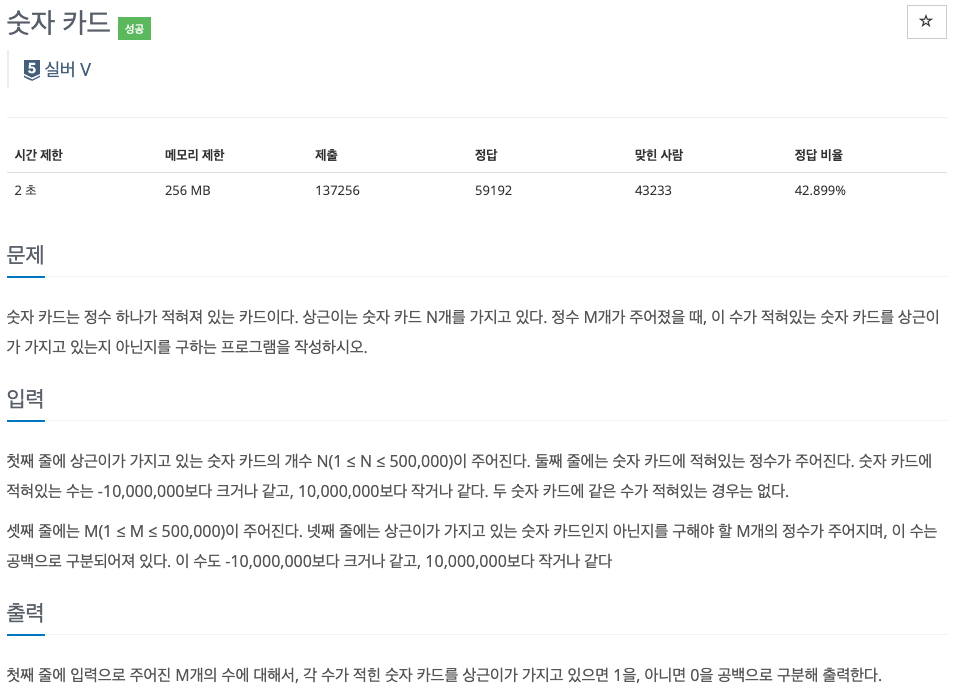 숫자 카드 성공
☆
5 실버 V
시간 제한 메모리 제한 제출 정답 맞힌 사람 정답 비율
2 초 256 MB 137256 59192 43233 42.899%
문제
숫자 카드는 정수 하나가 적혀져 있는 카드이다. 상근이는 숫자 카드 N개를 가지고 있다. 정수 M개가 주어졌을 때, 이 수가 적혀있는 숫자 카드를 상근이
가 가지고 있는지 아닌지를 구하는 프로그램을 작성하시오.
입력
첫째 줄에 상근이가 가지고 있는 숫자 카드의 개수 N(1 ≤ N ≤ 500,000)이 주어진다. 둘째 줄에는 숫자 카드에 적혀있는 정수가 주어진다. 숫자 카드에
적혀있는 수는 -10,000,000보다 크거나 같고, 10,000,000보다 작거나 같다. 두 숫자 카드에 같은 수가 적혀있는 경우는 없다.
셋째 줄에는 M(1 ≤ M ≤ 500,000)이 주어진다. 넷째 줄에는 상근이가 가지고 있는 숫자 카드인지 아닌지를 구해야 할 M개의 정수가 주어지며, 이 수는
공백으로 구분되어져 있다. 이 수도 -10,000,000보다 크거나 같고, 10,000,000보다 작거나 같다
출력
첫째 줄에 입력으로 주어진 M개의 수에 대해서, 각 수가 적힌 숫자 카드를 상근이가 가지고 있으면 1을, 아니면 0을 공백으로 구분해 출력한다.